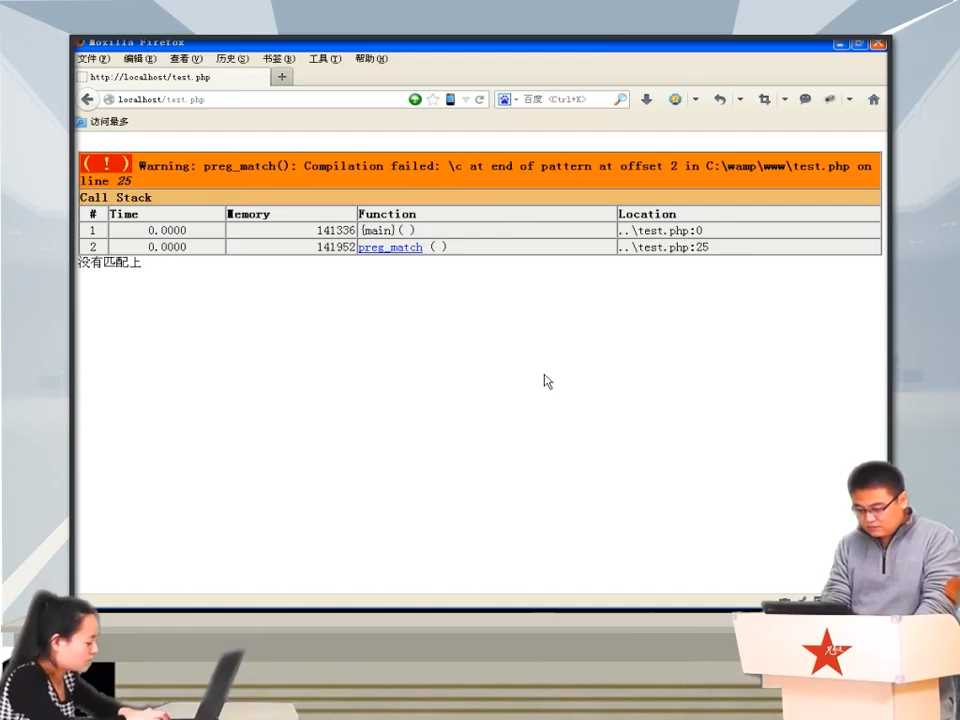 Mozilla Firefox
文件(F) 编辑(E) 查看(V) 历史(S) 书签(B) 工具(T) 帮助(H)
http://localhost/test.php +
localhost/test.php 百度 <Ctrl+K>
访问最多
( ! ) Warning: preg_match(): Compilation failed: \c at end of pattern at offset 2 in C:\wamp\www\test.php on
line 25
Call Stack
# Time Memory Function Location
1 0.0000 141336 {main}( ) ..\test.php:0
2 0.0000 141952 preg_match ( ) ..\test.php:25
没有匹配上